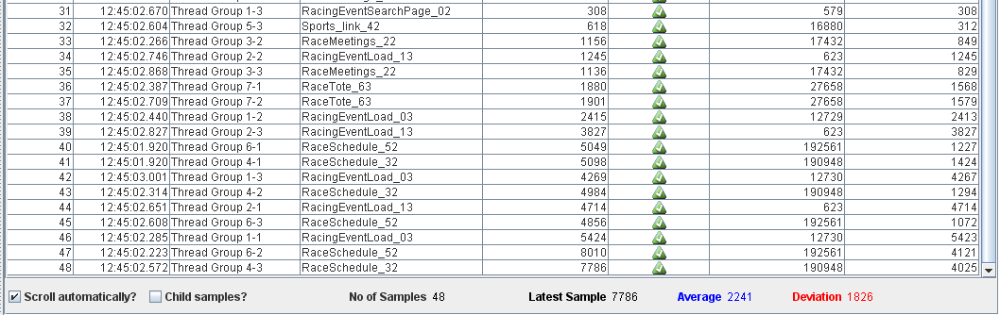 31 12:45:02.670 Thread Group 1-3 RacingEventSearchPage_02 308 579 308
32 12:45:02.604 Thread Group 5-3 Sports_link_42 618 16880 312
33 12:45:02.266 Thread Group 3-2 RaceMeetings_22 1156 17432 849
34 12:45:02.746 Thread Group 2-2 RacingEventLoad_13 1245 623 1245
35 12:45:02.868 Thread Group 3-3 RaceMeetings_22 1136 17432 829
36 12:45:02.387 Thread Group 7-1 RaceTote_63 1880 27658 1568
37 12:45:02.709 Thread Group 7-2 RaceTote_63 1901 27658 1579
38 12:45:02.440 Thread Group 1-2 RacingEventLoad_03 2415 12729 2413
39 12:45:02.827 Thread Group 2-3 RacingEventLoad_13 3827 623 3827
40 12:45:01.920 Thread Group 6-1 RaceSchedule_52 5049 192561 1227
41 12:45:01.920 Thread Group 4-1 RaceSchedule_32 5098 190948 1424
42 12:45:03.001 Thread Group 1-3 RacingEventLoad_03 4269 12730 4267
43 12:45:02.314 Thread Group 4-2 RaceSchedule_32 4984 190948 1294
44 12:45:02.651 Thread Group 2-1 RacingEventLoad_13 4714 623 4714
45 12:45:02.608 Thread Group 6-3 RaceSchedule_52 4856 192561 1072
46 12:45:02.285 Thread Group 1-1 RacingEventLoad_03 5424 12730 5423
47 12:45:02.223 Thread Group 6-2 RaceSchedule_52 8010 192561 4121
48 12:45:02.572 Thread Group 4-3 RaceSchedule_32 7786 190948 4025
Scroll automatically? Child samples? No of Samples 48 Latest Sample 7786 Average 2241 Deviation 1826